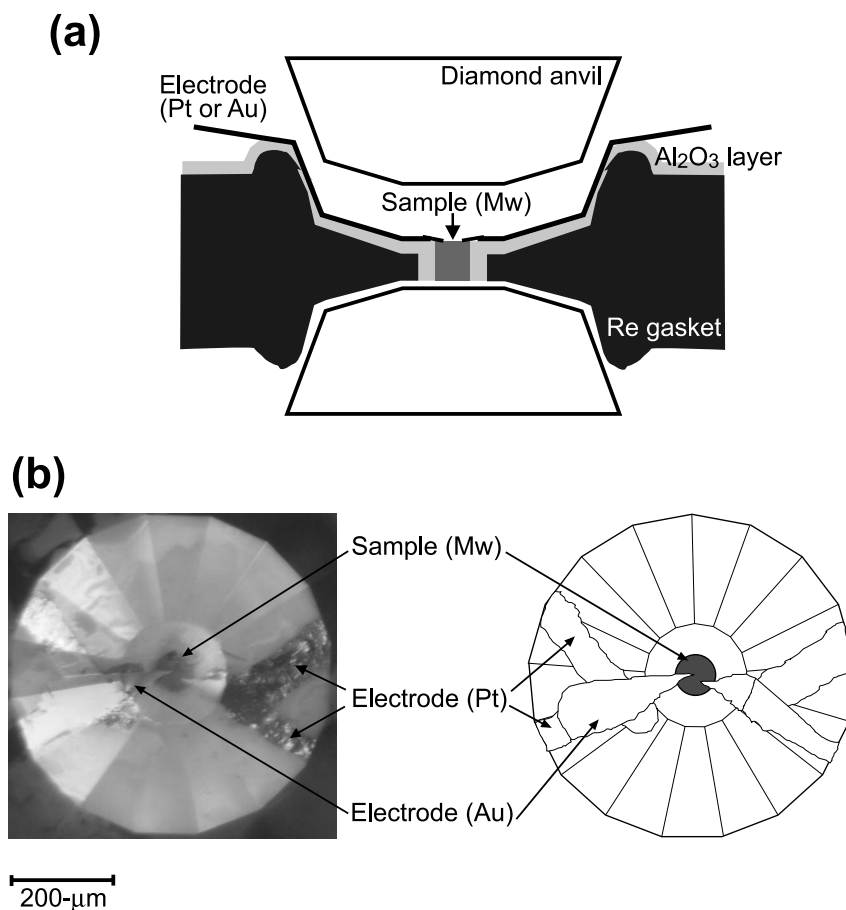 (a)
Diamond anvil
Electrode
(Pt or Au)
Al₂O₃ layer
Sample (Mw)
Re gasket
(b)
Sample (Mw)
Electrode (Pt)
Electrode (Au)
200-μm